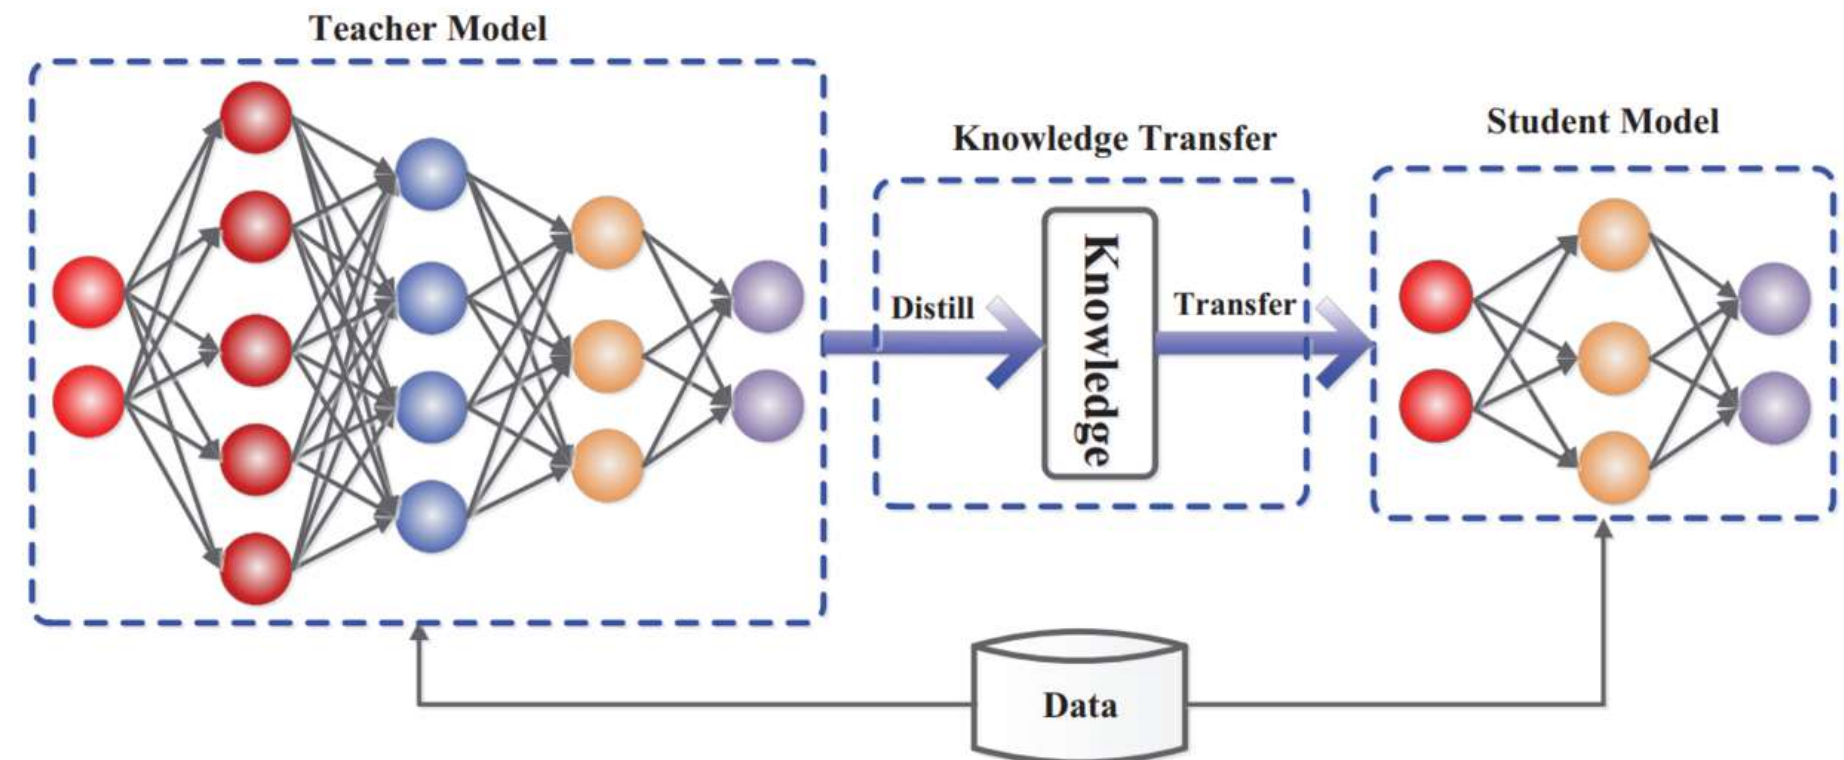 Teacher Model
Knowledge Transfer
Student Model
Distill
Knowledge
Transfer
Data